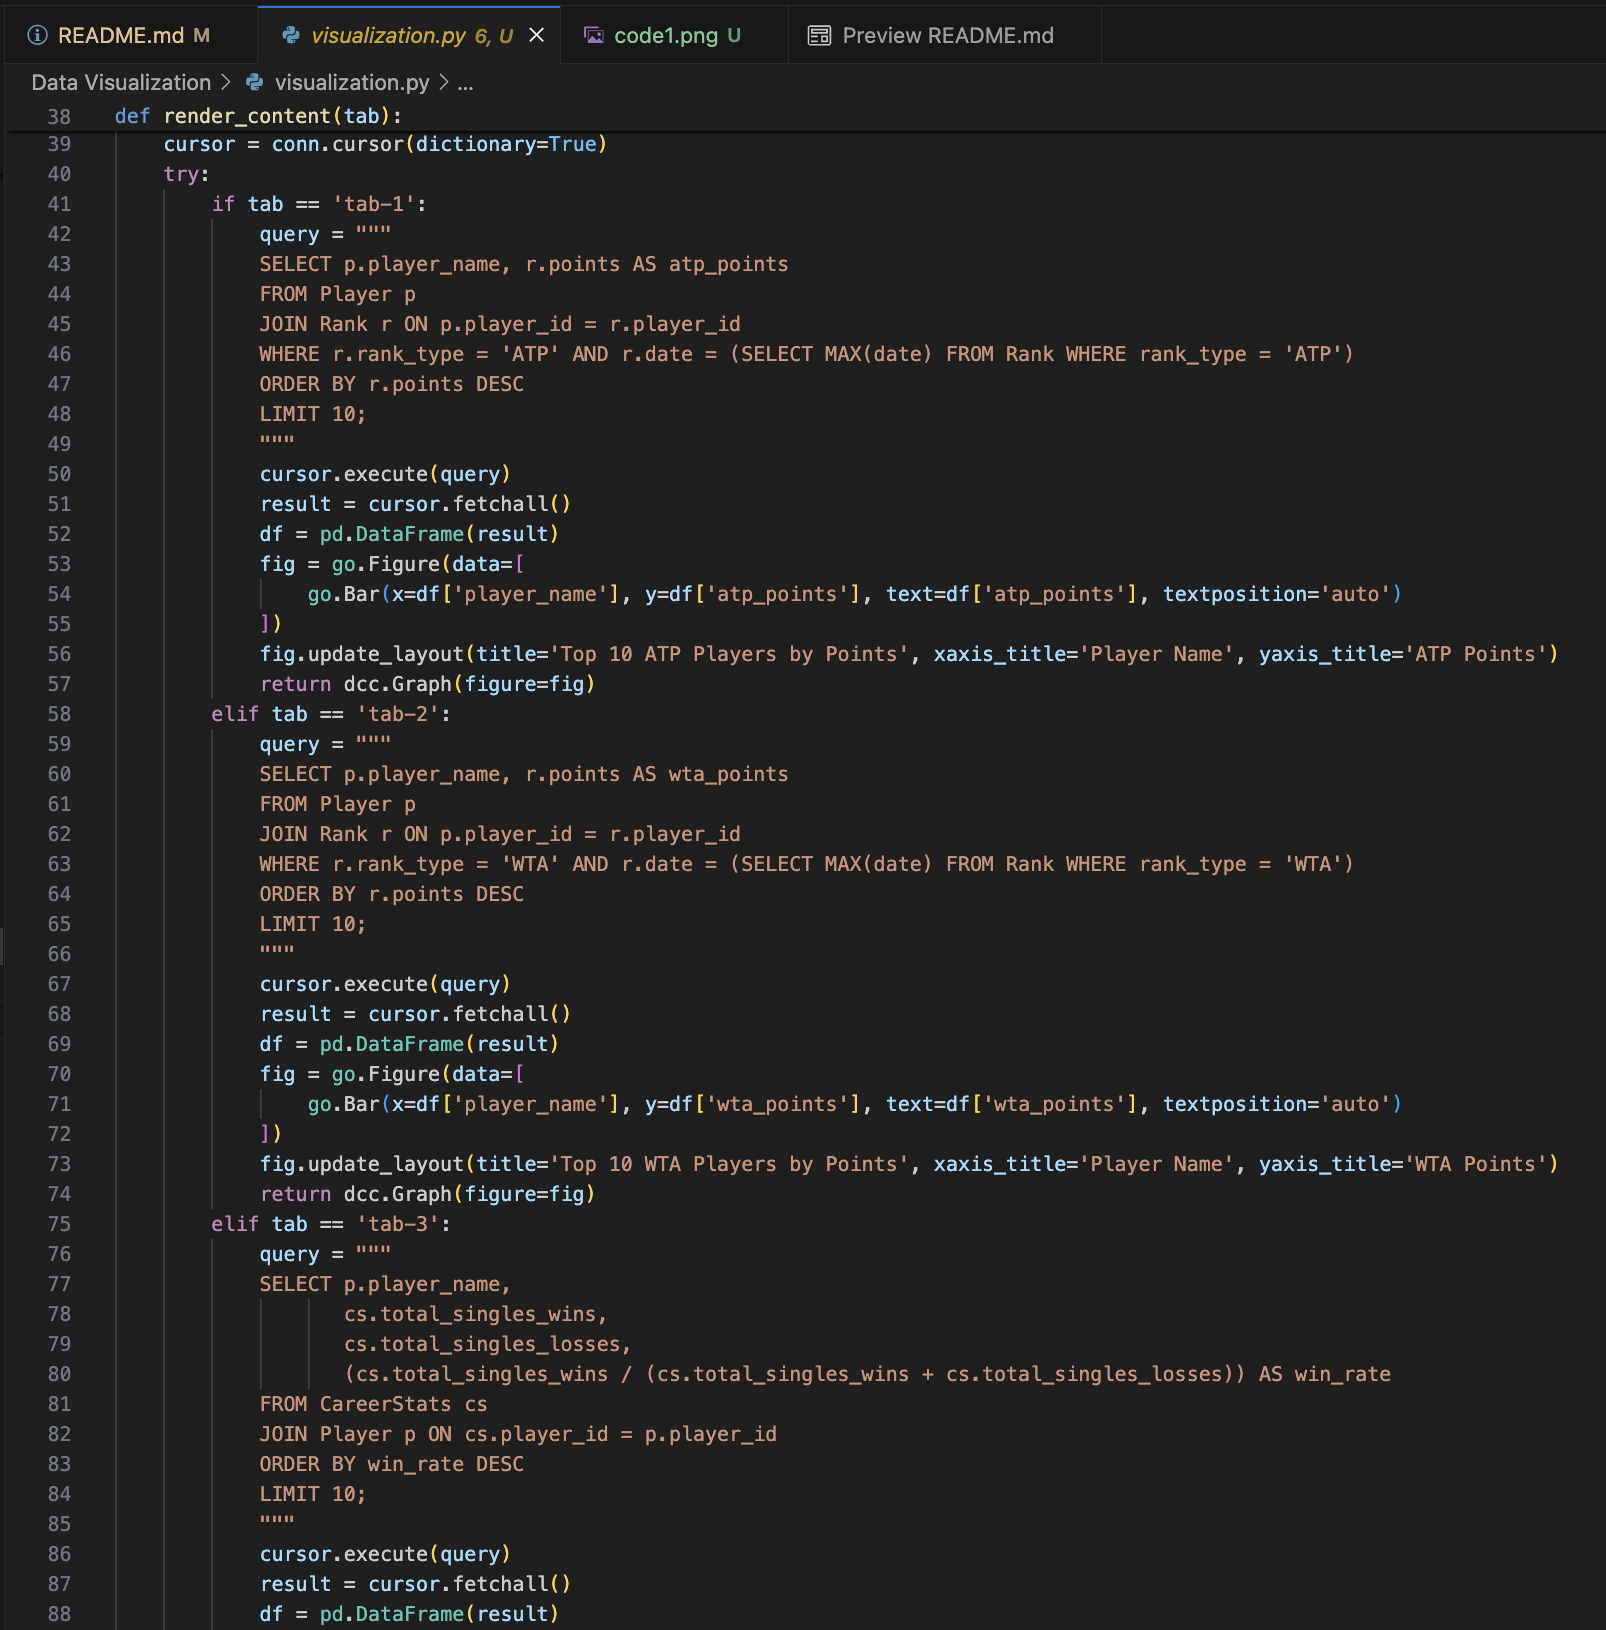 README.md M
visualization.py 6, U
code1.png U
Preview README.md
Data Visualization > visualization.py > ...
38 def render_content(tab):
39     cursor = conn.cursor(dictionary=True)
40     try:
41         if tab == 'tab-1':
42             query = """
43             SELECT p.player_name, r.points AS atp_points
44             FROM Player p
45             JOIN Rank r ON p.player_id = r.player_id
46             WHERE r.rank_type = 'ATP' AND r.date = (SELECT MAX(date) FROM Rank WHERE rank_type = 'ATP')
47             ORDER BY r.points DESC
48             LIMIT 10;
49             """
50             cursor.execute(query)
51             result = cursor.fetchall()
52             df = pd.DataFrame(result)
53             fig = go.Figure(data=[
54                 go.Bar(x=df['player_name'], y=df['atp_points'], text=df['atp_points'], textposition='auto')
55             ])
56             fig.update_layout(title='Top 10 ATP Players by Points', xaxis_title='Player Name', yaxis_title='ATP Points')
57             return dcc.Graph(figure=fig)
58         elif tab == 'tab-2':
59             query = """
60             SELECT p.player_name, r.points AS wta_points
61             FROM Player p
62             JOIN Rank r ON p.player_id = r.player_id
63             WHERE r.rank_type = 'WTA' AND r.date = (SELECT MAX(date) FROM Rank WHERE rank_type = 'WTA')
64             ORDER BY r.points DESC
65             LIMIT 10;
66             """
67             cursor.execute(query)
68             result = cursor.fetchall()
69             df = pd.DataFrame(result)
70             fig = go.Figure(data=[
71                 go.Bar(x=df['player_name'], y=df['wta_points'], text=df['wta_points'], textposition='auto')
72             ])
73             fig.update_layout(title='Top 10 WTA Players by Points', xaxis_title='Player Name', yaxis_title='WTA Points')
74             return dcc.Graph(figure=fig)
75         elif tab == 'tab-3':
76             query = """
77             SELECT p.player_name,
78                    cs.total_singles_wins,
79                    cs.total_singles_losses,
80                    (cs.total_singles_wins / (cs.total_singles_wins + cs.total_singles_losses)) AS win_rate
81             FROM CareerStats cs
82             JOIN Player p ON cs.player_id = p.player_id
83             ORDER BY win_rate DESC
84             LIMIT 10;
85             """
86             cursor.execute(query)
87             result = cursor.fetchall()
88             df = pd.DataFrame(result)